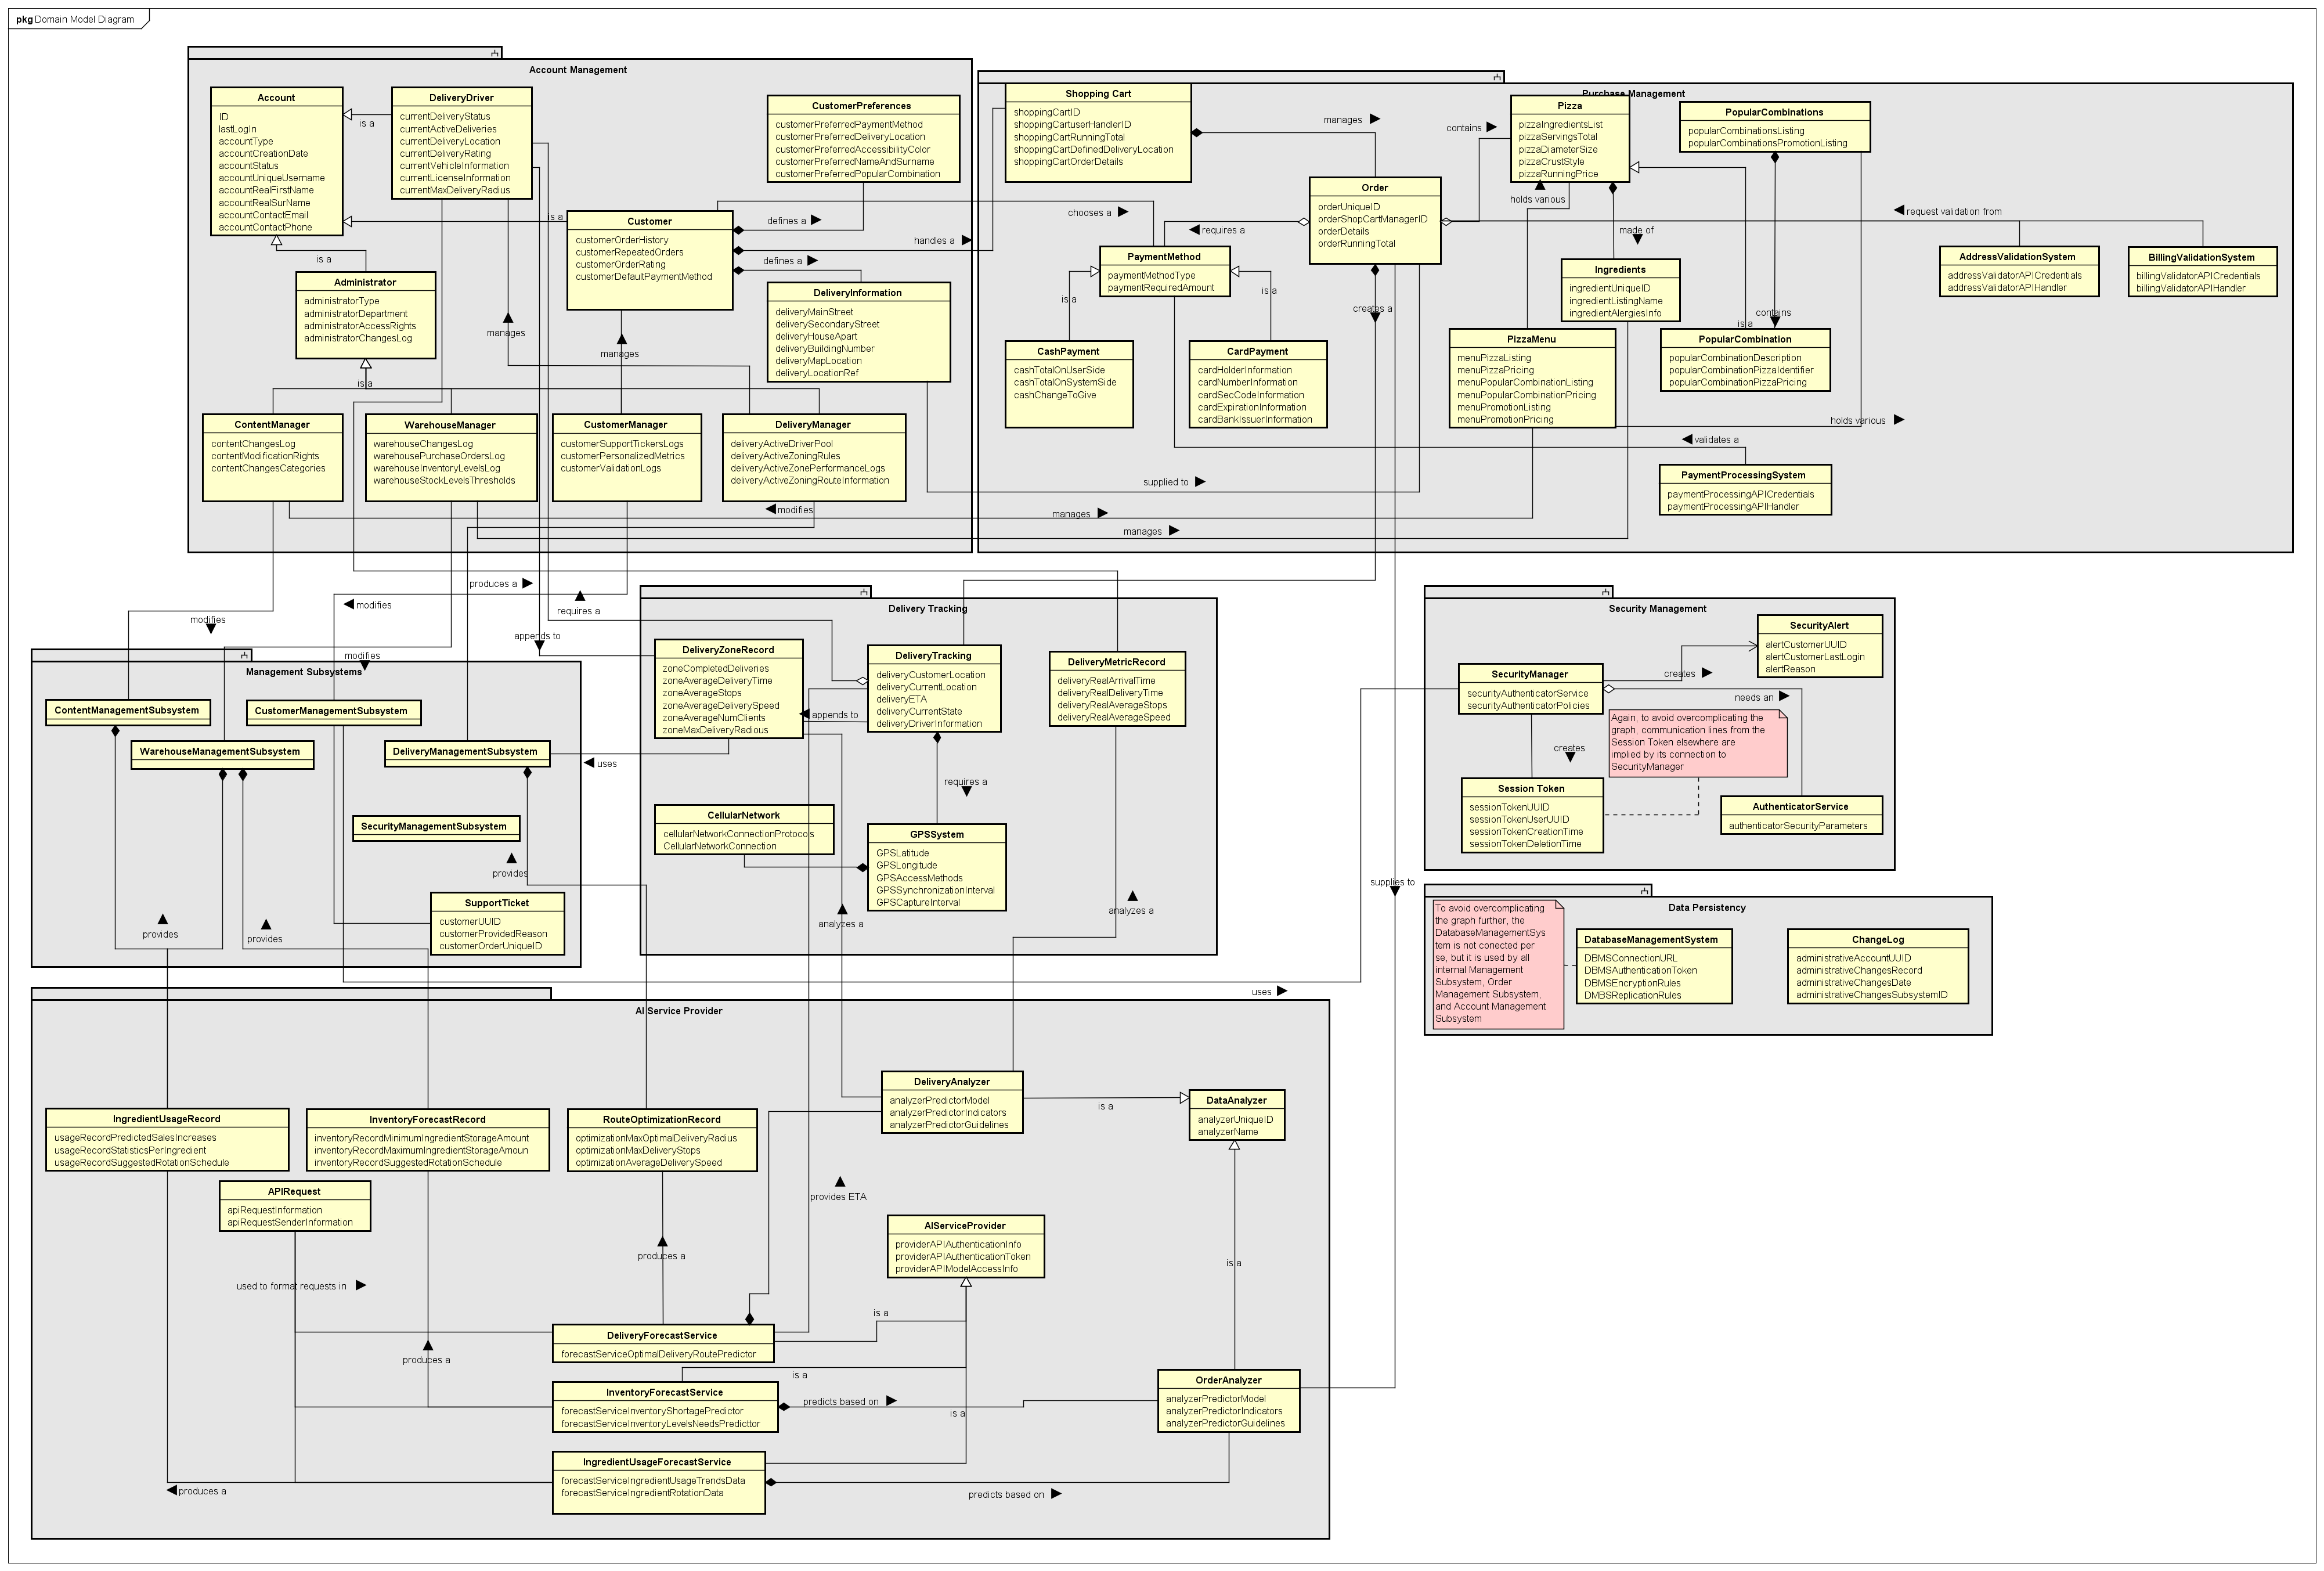 pkg Domain Model Diagram
Account Management
Account
ID
lastLogIn
accountType
accountCreationDate
accountStatus
accountUniqueUsername
accountRealFirstName
accountRealSurName
accountContactEmail
accountContactPhone
is a
DeliveryDriver
currentDeliveryStatus
currentActiveDeliveries
currentDeliveryLocation
currentDeliveryRating
currentVehicleInformation
currentLicenseInformation
currentMaxDeliveryRadius
CustomerPreferences
customerPreferredPaymentMethod
customerPreferredDeliveryLocation
customerPreferredAccessibilityColor
customerPreferredNameAndSurname
customerPreferredPopularCombination
is a
Customer
customerOrderHistory
customerRepeatedOrders
customerOrderRating
customerDefaultPaymentMethod
defines a
handles a
defines a
is a
Administrator
administratorType
administratorDepartment
administratorAccessRights
administratorChangesLog
DeliveryInformation
deliveryMainStreet
deliverySecondaryStreet
deliveryHouseApart
deliveryBuildingNumber
deliveryMapLocation
deliveryLocationRef
manages
manages
is a
ContentManager
contentChangesLog
contentModificationRights
contentChangesCategories
WarehouseManager
warehouseChangesLog
warehousePurchaseOrdersLog
warehouseInventoryLevelsLog
warehouseStockLevelsThresholds
CustomerManager
customerSupportTickersLogs
customerPersonalizedMetrics
customerValidationLogs
DeliveryManager
deliveryActiveDriverPool
deliveryActiveZoningRules
deliveryActiveZonePerformanceLogs
deliveryActiveZoningRouteInformation
modifies
Purchase Management
Shopping Cart
shoppingCartID
shoppingCartuserHandlerID
shoppingCartRunningTotal
shoppingCartDefinedDeliveryLocation
shoppingCartOrderDetails
manages
contains
Pizza
pizzaIngredientsList
pizzaServingsTotal
pizzaDiameterSize
pizzaCrustStyle
pizzaRunningPrice
PopularCombinations
popularCombinationsListing
popularCombinationsPromotionListing
Order
orderUniqueID
orderShopCartManagerID
orderDetails
orderRunningTotal
holds various
chooses a
requires a
request validation from
made of
PaymentMethod
paymentMethodType
paymentRequiredAmount
is a
is a
creates a
Ingredients
ingredientUniqueID
ingredientListingName
ingredientAlergiesInfo
AddressValidationSystem
addressValidatorAPICredentials
addressValidatorAPIHandler
BillingValidationSystem
billingValidatorAPICredentials
billingValidatorAPIHandler
contains
is a
CashPayment
cashTotalOnUserSide
cashTotalOnSystemSide
cashChangeToGive
CardPayment
cardHolderInformation
cardNumberInformation
cardSecCodeInformation
cardExpirationInformation
cardBankIssuerInformation
PizzaMenu
menuPizzaListing
menuPizzaPricing
menuPopularCombinationListing
menuPopularCombinationPricing
menuPromotionListing
menuPromotionPricing
PopularCombination
popularCombinationDescription
popularCombinationPizzaIdentifier
popularCombinationPizzaPricing
holds various
validates a
PaymentProcessingSystem
paymentProcessingAPICredentials
paymentProcessingAPIHandler
supplied to
manages
manages
produces a
modifies
requires a
modifies
appends to
modifies
Management Subsystems
ContentManagementSubsystem
CustomerManagementSubsystem
WarehouseManagementSubsystem
DeliveryManagementSubsystem
SecurityManagementSubsystem
uses
provides
provides
provides
SupportTicket
customerUUID
customerProvidedReason
customerOrderUniqueID
Delivery Tracking
DeliveryZoneRecord
zoneCompletedDeliveries
zoneAverageDeliveryTime
zoneAverageStops
zoneAverageDeliverySpeed
zoneAverageNumClients
zoneMaxDeliveryRadious
DeliveryTracking
deliveryCustomerLocation
deliveryCurrentLocation
deliveryETA
deliveryCurrentState
deliveryDriverInformation
DeliveryMetricRecord
deliveryRealArrivalTime
deliveryRealDeliveryTime
deliveryRealAverageStops
deliveryRealAverageSpeed
appends to
requires a
CellularNetwork
cellularNetworkConnectionProtocols
CellularNetworkConnection
GPSSystem
GPSLatitude
GPSLongitude
GPSAccessMethods
GPSSynchronizationInterval
GPSCaptureInterval
analyzes a
analyzes a
Security Management
SecurityAlert
alertCustomerUUID
alertCustomerLastLogin
alertReason
SecurityManager
securityAuthenticatorService
securityAuthenticatorPolicies
creates
needs an
creates
Again, to avoid overcomplicating the
graph, communication lines from the
Session Token elsewhere are
implied by its connection to
SecurityManager
Session Token
sessionTokenUUID
sessionTokenUserUUID
sessionTokenCreationTime
sessionTokenDeletionTime
AuthenticatorService
authenticatorSecurityParameters
supplies to
Data Persistency
To avoid overcomplicating
the graph further, the
DatabaseManagementSys
tem is not conected per
se, but it is used by all
internal Management
Subsystem, Order
Management Subsystem,
and Account Management
Subsystem
DatabaseManagementSystem
DBMSConnectionURL
DBMSAuthenticationToken
DBMSEncryptionRules
DMBSReplicationRules
ChangeLog
administrativeAccountUUID
administrativeChangesRecord
administrativeChangesDate
administrativeChangesSubsystemID
uses
AI Service Provider
DeliveryAnalyzer
analyzerPredictorModel
analyzerPredictorIndicators
analyzerPredictorGuidelines
is a
DataAnalyzer
analyzerUniqueID
analyzerName
IngredientUsageRecord
usageRecordPredictedSalesIncreases
usageRecordStatisticsPerIngredient
usageRecordSuggestedRotationSchedule
InventoryForecastRecord
inventoryRecordMinimumIngredientStorageAmount
inventoryRecordMaximumIngredientStorageAmoun
inventoryRecordSuggestedRotationSchedule
RouteOptimizationRecord
optimizationMaxOptimalDeliveryRadius
optimizationMaxDeliveryStops
optimizationAverageDeliverySpeed
APIRequest
apiRequestInformation
apiRequestSenderInformation
provides ETA
AIServiceProvider
providerAPIAuthenticationInfo
providerAPIAuthenticationToken
providerAPIModelAccessInfo
produces a
is a
used to format requests in
is a
DeliveryForecastService
forecastServiceOptimalDeliveryRoutePredictor
produces a
is a
InventoryForecastService
forecastServiceInventoryShortagePredictor
forecastServiceInventoryLevelsNeedsPredicttor
predicts based on
is a
OrderAnalyzer
analyzerPredictorModel
analyzerPredictorIndicators
analyzerPredictorGuidelines
IngredientUsageForecastService
forecastServiceIngredientUsageTrendsData
forecastServiceIngredientRotationData
produces a
predicts based on